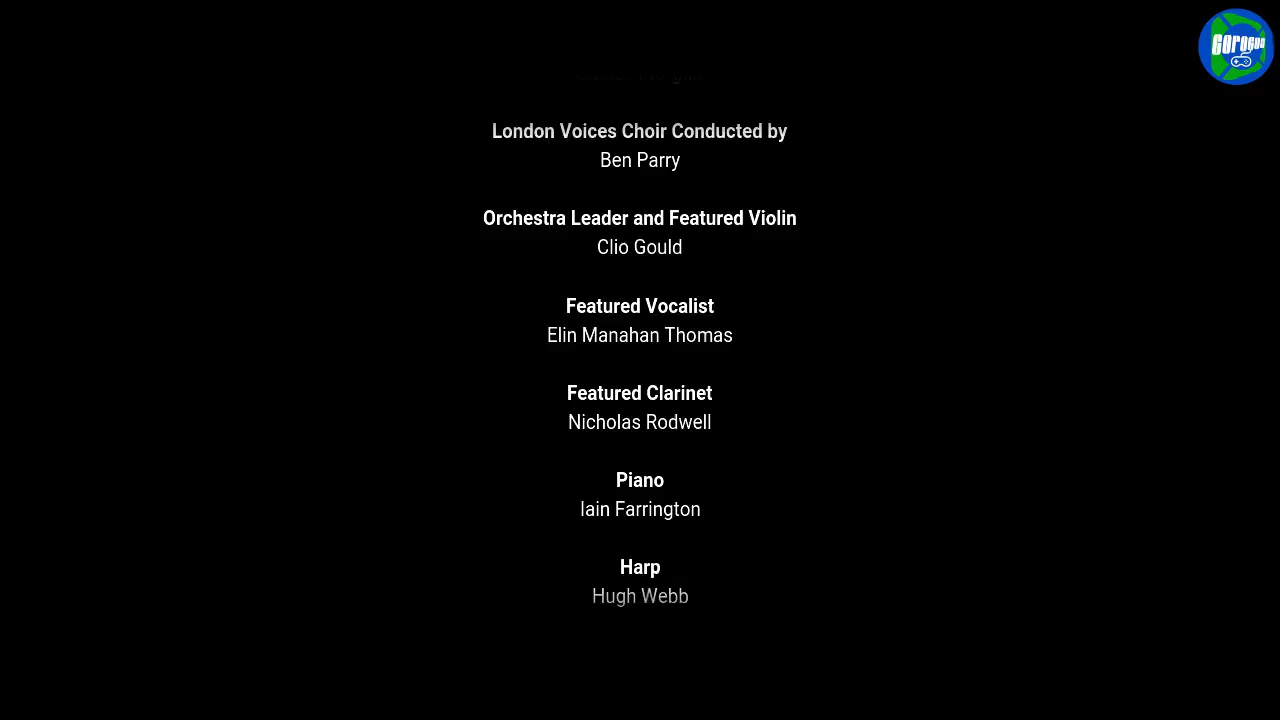 London Voices Choir Conducted by
Ben Parry
Orchestra Leader and Featured Violin
Clio Gould
Featured Vocalist
Elin Manahan Thomas
Featured Clarinet
Nicholas Rodwell
Piano
Iain Farrington
Harp
Hugh Webb